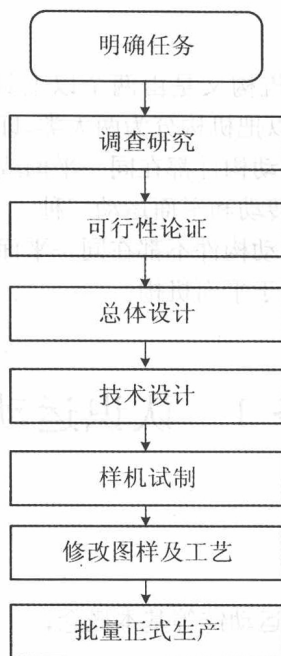 明确任务
调查研究
可行性论证
总体设计
技术设计
样机试制
修改图样及工艺
批量正式生产